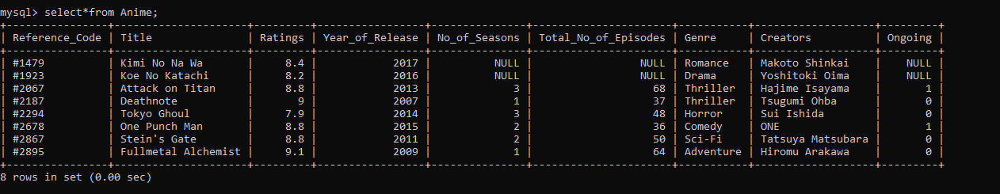 mysql> select*from Anime;
+----------------+---------------------+---------+-----------------+---------------+----------------------+-----------+-------------------+---------+
| Reference_Code | Title               | Ratings | Year_of_Release | No_of_Seasons | Total_No_of_Episodes | Genre     | Creators          | Ongoing |
+----------------+---------------------+---------+-----------------+---------------+----------------------+-----------+-------------------+---------+
| #1479          | Kimi No Na Wa       |     8.4 |            2017 |          NULL |                 NULL | Romance   | Makoto Shinkai    |    NULL |
| #1923          | Koe No Katachi      |     8.2 |            2016 |          NULL |                 NULL | Drama     | Yoshitoki Oima    |    NULL |
| #2067          | Attack on Titan     |     8.8 |            2013 |             3 |                   68 | Thriller  | Hajime Isayama    |       1 |
| #2187          | Deathnote           |       9 |            2007 |             1 |                   37 | Thriller  | Tsugumi Ohba      |       0 |
| #2294          | Tokyo Ghoul         |     7.9 |            2014 |             3 |                   48 | Horror    | Sui Ishida        |       0 |
| #2678          | One Punch Man       |     8.8 |            2015 |             2 |                   36 | Comedy    | ONE               |       1 |
| #2867          | Stein's Gate        |     8.8 |            2011 |             2 |                   50 | Sci-Fi    | Tatsuya Matsubara |       0 |
| #2895          | Fullmetal Alchemist |     9.1 |            2009 |             1 |                   64 | Adventure | Hiromu Arakawa    |       0 |
+----------------+---------------------+---------+-----------------+---------------+----------------------+-----------+-------------------+---------+
8 rows in set (0.00 sec)